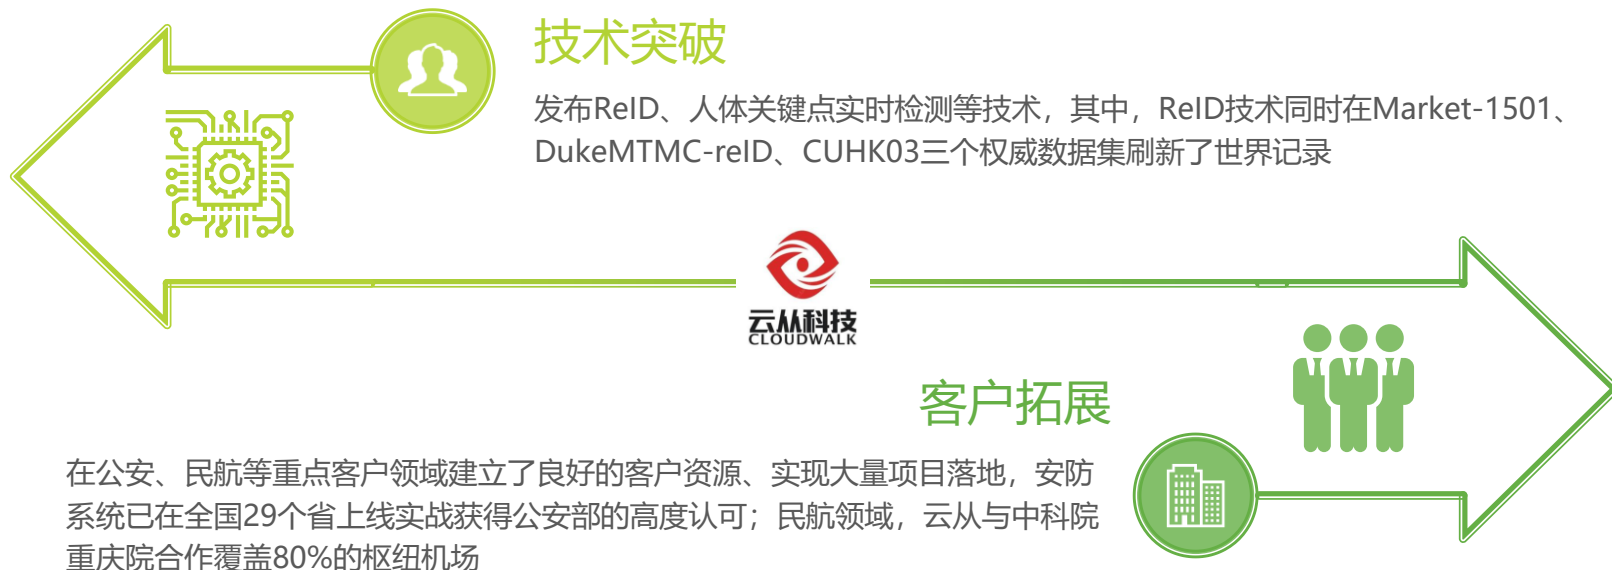 技术突破
发布ReID、人体关键点实时检测等技术，其中，ReID技术同时在Market-1501、
DukeMTMC-reID、CUHK03三个权威数据集刷新了世界记录
云从科技
CLOUDWALK
客户拓展
在公安、民航等重点客户领域建立了良好的客户资源、实现大量项目落地，安防
系统已在全国29个省上线实战获得公安部的高度认可；民航领域，云从与中科院
重庆院合作覆盖80%的枢纽机场